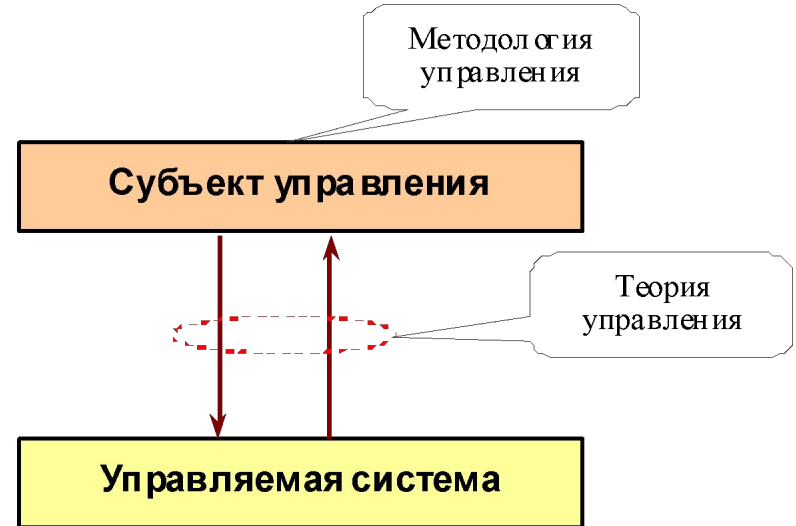 Методология
управления
Субъект управления
Теория
управления
Управляемая система